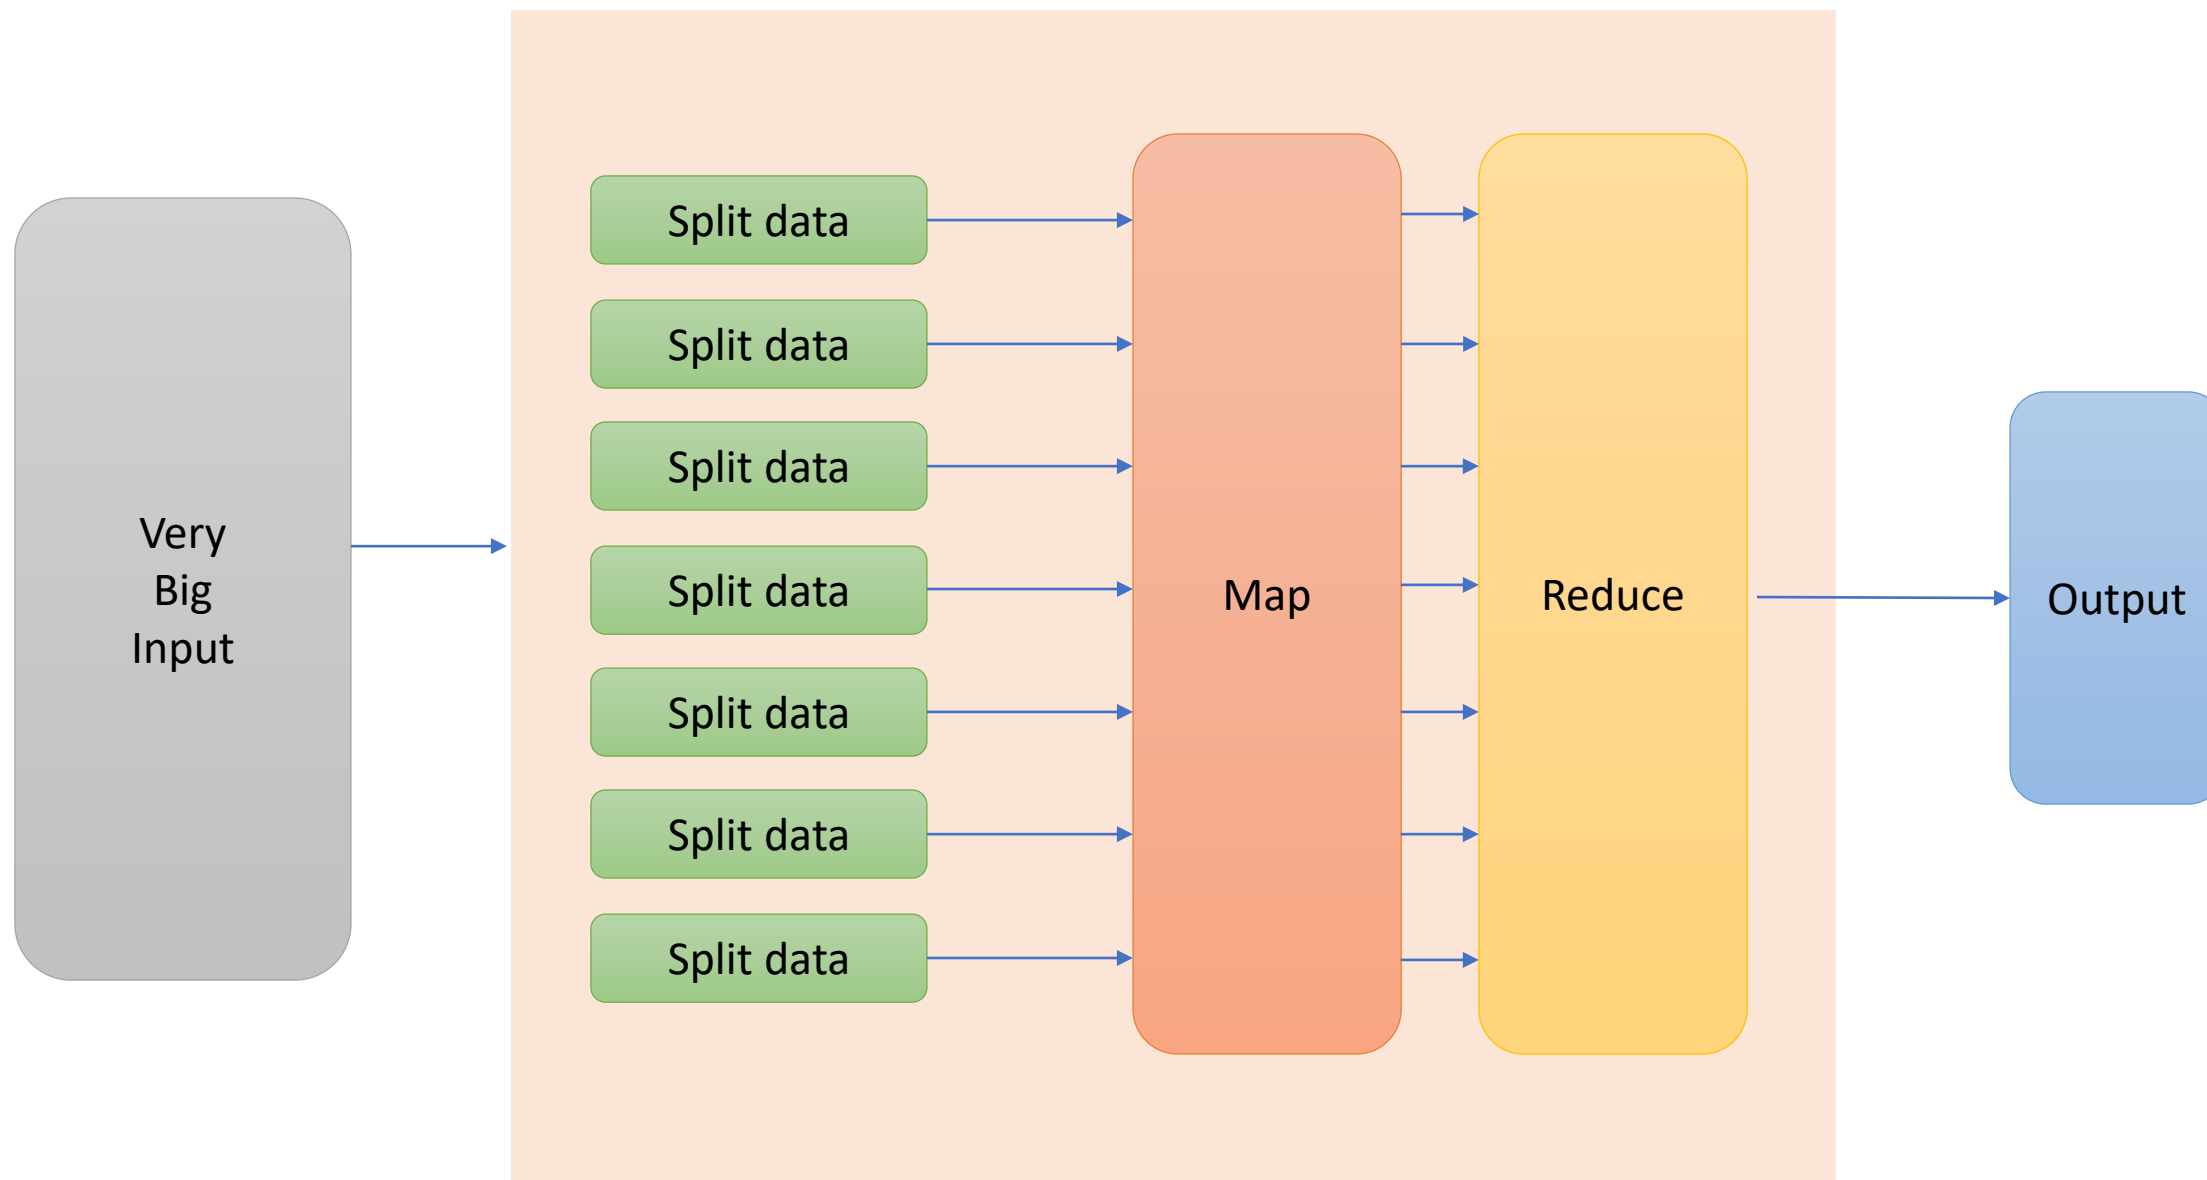 Very
Big
Input
Split data
Split data
Split data
Split data
Split data
Split data
Split data
Map
Reduce
Output